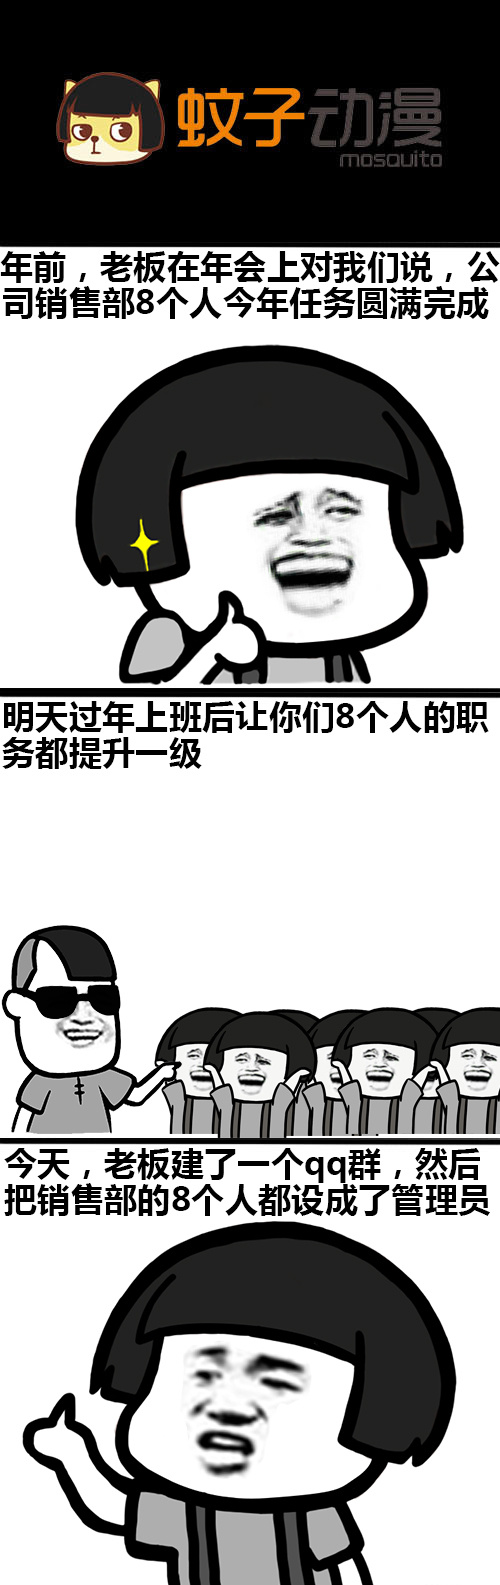 蚊子动漫
mosquito
年前，老板在年会上对我们说，公
司销售部8个人今年任务圆满完成
明天过年上班后让你们8个人的职
务都提升一级
今天，老板建了一个qq群，然后
把销售部的8个人都设成了管理员